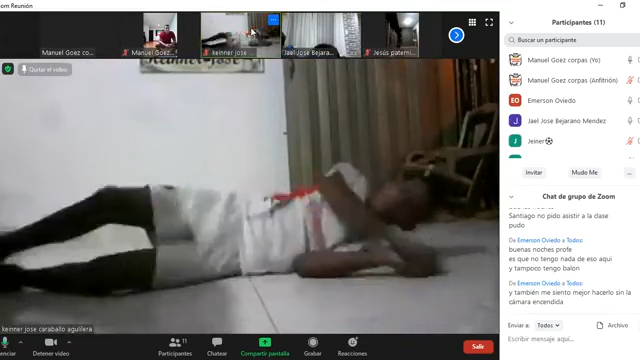 om Reunión
Manuel Goez co...
Manuel Goez...
keinner jose ...
Jael Jose Bejara...
Jesús paterni...
Quitar el video
keinner jose caraballo aguilera
Participantes (11)
Buscar un participante
Manuel Goez corpas (Yo)
Manuel Goez corpas (Anfitrión)
EO Emerson Oviedo
J Jael Jose Bejarano Mendez
J Jeiner⚽
Invitar
Mudo Me
...
Chat de grupo de Zoom
Santiago no pido asistir a la clase
pudo
De Emerson Oviedo a Todos:
buenas noches profe
es que no tengo nada de eso aqui
y tampoco tengo balon
De Emerson Oviedo a Todos:
y también me siento mejor hacerlo sin la
cámara encendida
Enviar a: Todos
Archivo
Escribir mensaje aquí...
enciar
Detener video
11
Participantes
Chatear
Compartir pantalla
Grabar
Reacciones
Salir